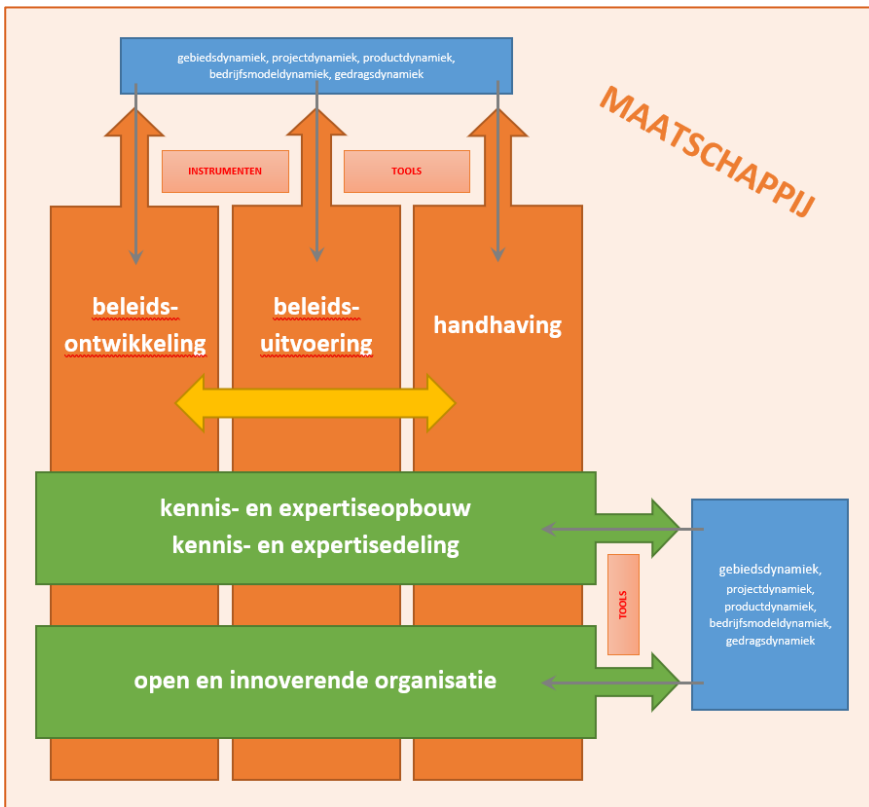 gebiedsdynamiek, projectdynamiek, productdynamiek,
bedrijfsmodeldynamiek, gedragsdynamiek
MAATSCHAPPIJ
INSTRUMENTEN
TOOLS
beleids-
ontwikkeling
beleids-
uitvoering
handhaving
kennis- en expertiseopbouw
kennis- en expertisedeling
TOOLS
gebiedsdynamiek,
projectdynamiek,
productdynamiek,
bedrijfsmodeldynamiek,
gedragsdynamiek
open en innoverende organisatie